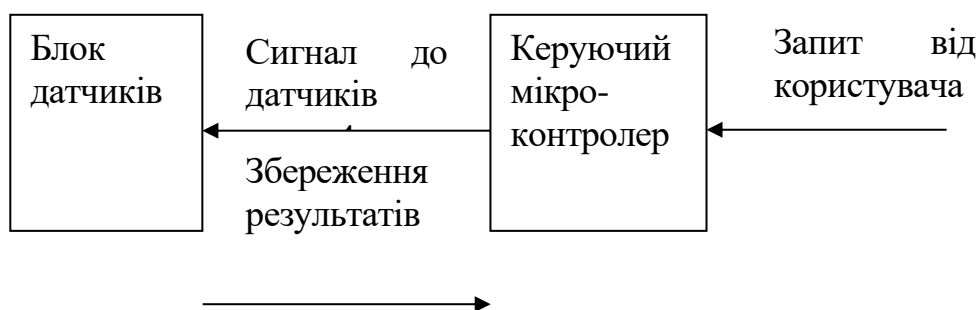 Блок
датчиків
Сигнал до
датчиків
Збереження
результатів
Керуючий
мікро-
контролер
Запит від
користувача